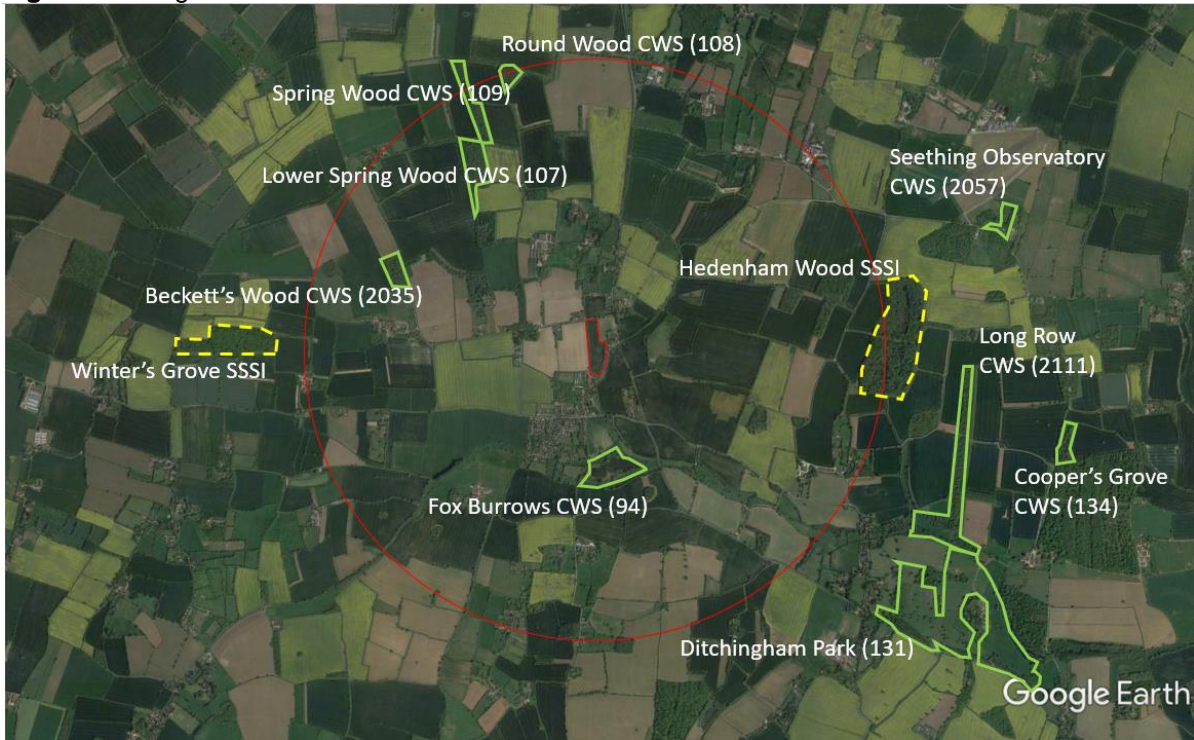 Round Wood CWS (108)
Spring Wood CWS (109)
Lower Spring Wood CWS (107)
Seething Observatory
CWS (2057)
Hedenham Wood SSSI
Beckett's Wood CWS (2035)
Winter's Grove SSSI
Long Row
CWS (2111)
Fox Burrows CWS (94)
Cooper's Grove
CWS (134)
Ditchingham Park (131)
Google Earth